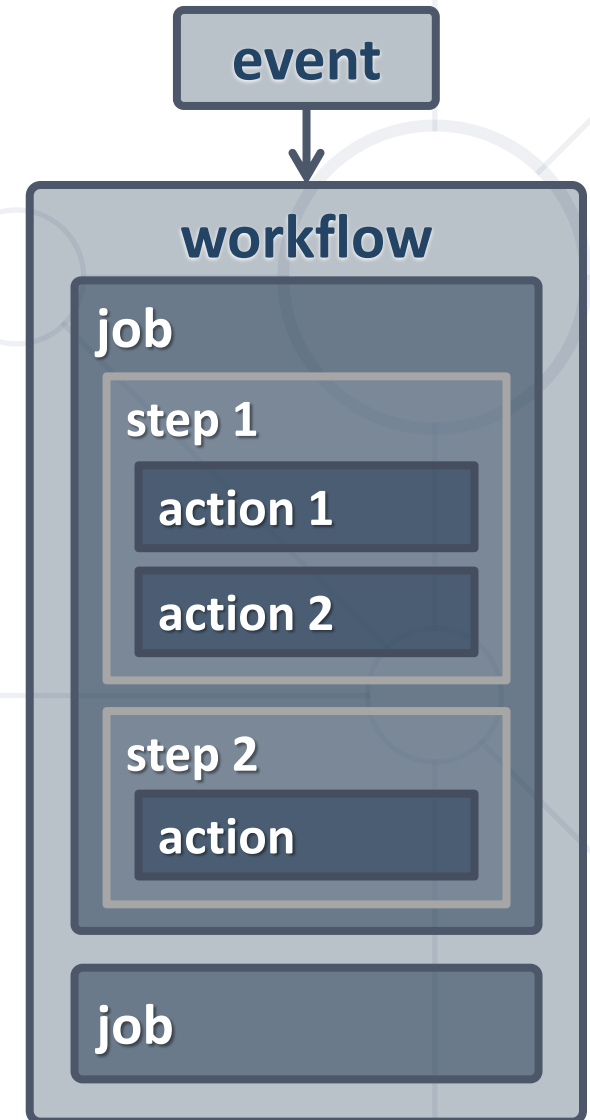 event
workflow
job
step 1
action 1
action 2
step 2
action
job